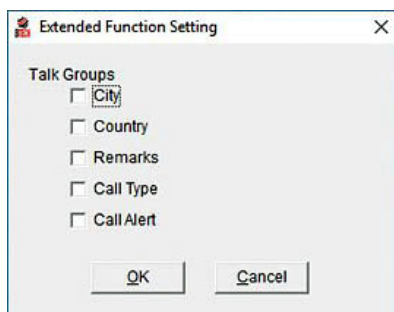 Extended Function Setting
Talk Groups
City
Country
Remarks
Call Type
Call Alert
OK
Cancel